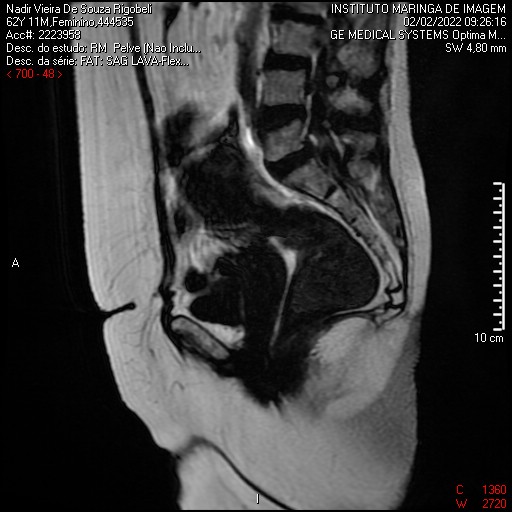 Nadir Vieira De Souza Rigobeli
62Y 11M,Feminino,444535
Acc#: 2223953
Desc. do estudo: RM Pelve (Nao Inclu...
Desc. da série: FAT: SAG LAVA-Flex...
< 700 - 48 >
INSTITUTO MARINGA DE IMAGEM
02/02/2022 09:26:16
GE MEDICAL SYSTEMS Optima M...
SW 4,80 mm
A
10 cm
I
C 1360
W 2720